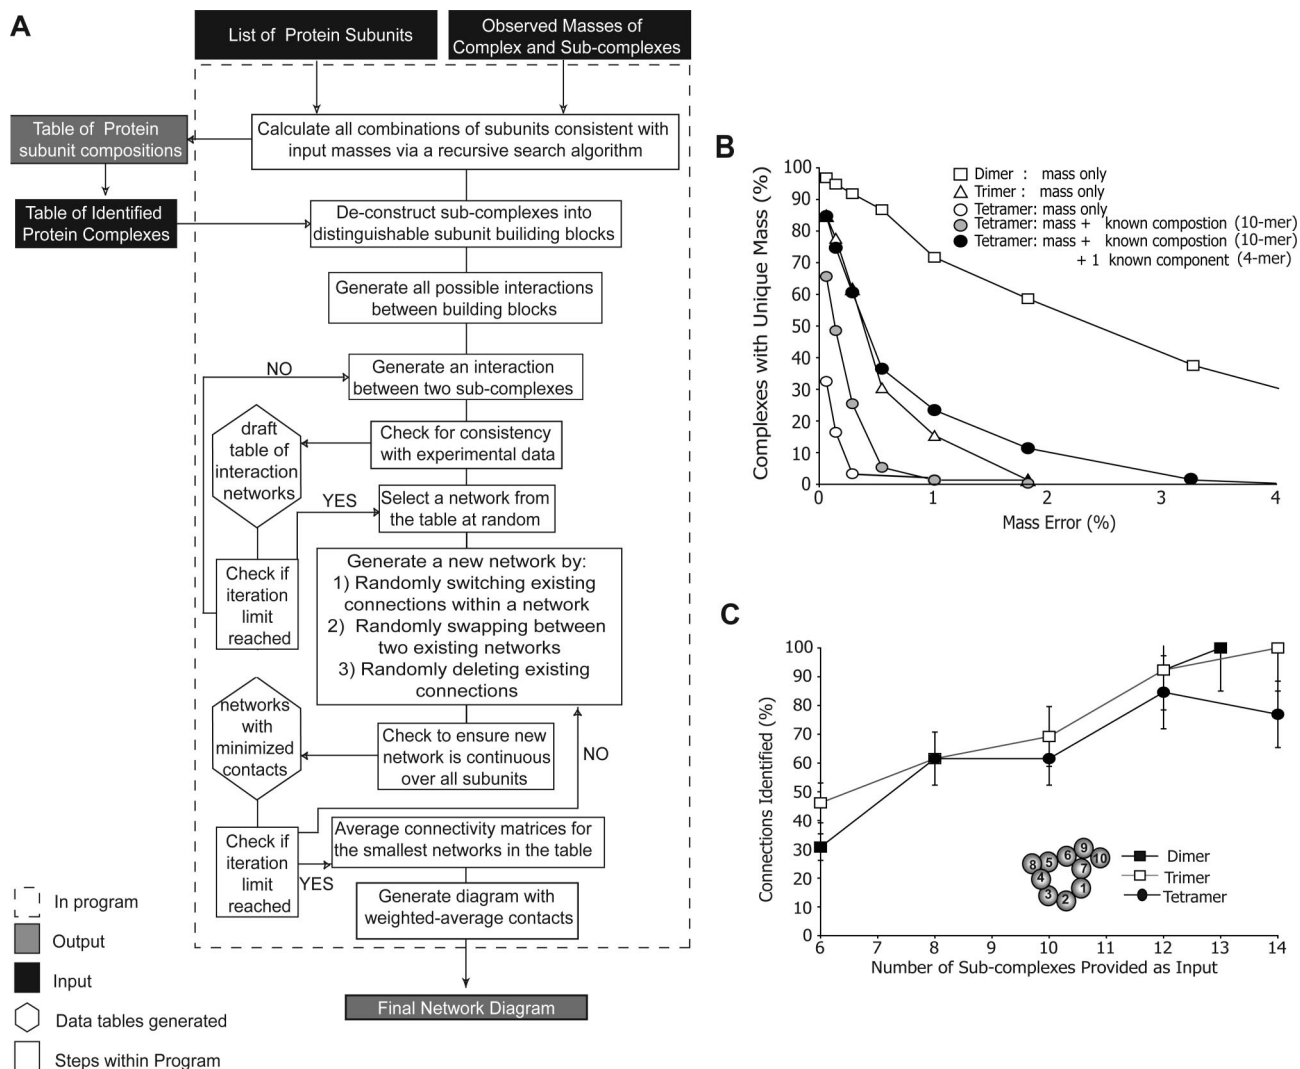 A
List of Protein Subunits
Observed Masses of
Complex and Sub-complexes
Table of Protein
subunit compositions
Calculate all combinations of subunits consistent with
input masses via a recursive search algorithm
Table of Identified
Protein Complexes
De-construct sub-complexes into
distinguishable subunit builiding blocks
Generate all possible interactions
between building blocks
NO
Generate an interaction
between two sub-complexes
draft
table of
interaction
networks
Check for consistency
with experimental data
YES
Select a network from
the table at random
Check if
iteration
limit
reached
Generate a new network by:
1) Randomly switching existing
connections within a network
2) Randomly swapping between
two existing networks
3) Randomly deleting existing
connections
networks
with
minimized
contacts
Check to ensure new
network is continuous
over all subunits
NO
Check if
iteration
limit
reached
YES
Average connectivity matrices for
the smallest networks in the table
Generate diagram with
weighted-average contacts
Final Network Diagram
In program
Output
Input
Data tables generated
Steps within Program
B
Complexes with Unique Mass (%)
100
90
80
70
60
50
40
30
20
10
0
0 1 2 3 4
Mass Error (%)
Dimer : mass only
Trimer : mass only
Tetramer: mass only
Tetramer: mass + known compostion (10-mer)
Tetramer: mass + known compostion (10-mer)
+ 1 known component (4-mer)
C
Connections Identified (%)
100
90
80
70
60
50
40
30
20
10
0
6 7 8 9 10 11 12 13 14
Number of Sub-complexes Provided as Input
8 5 6 9 10
4 7
3 2 1
Dimer
Trimer
Tetramer